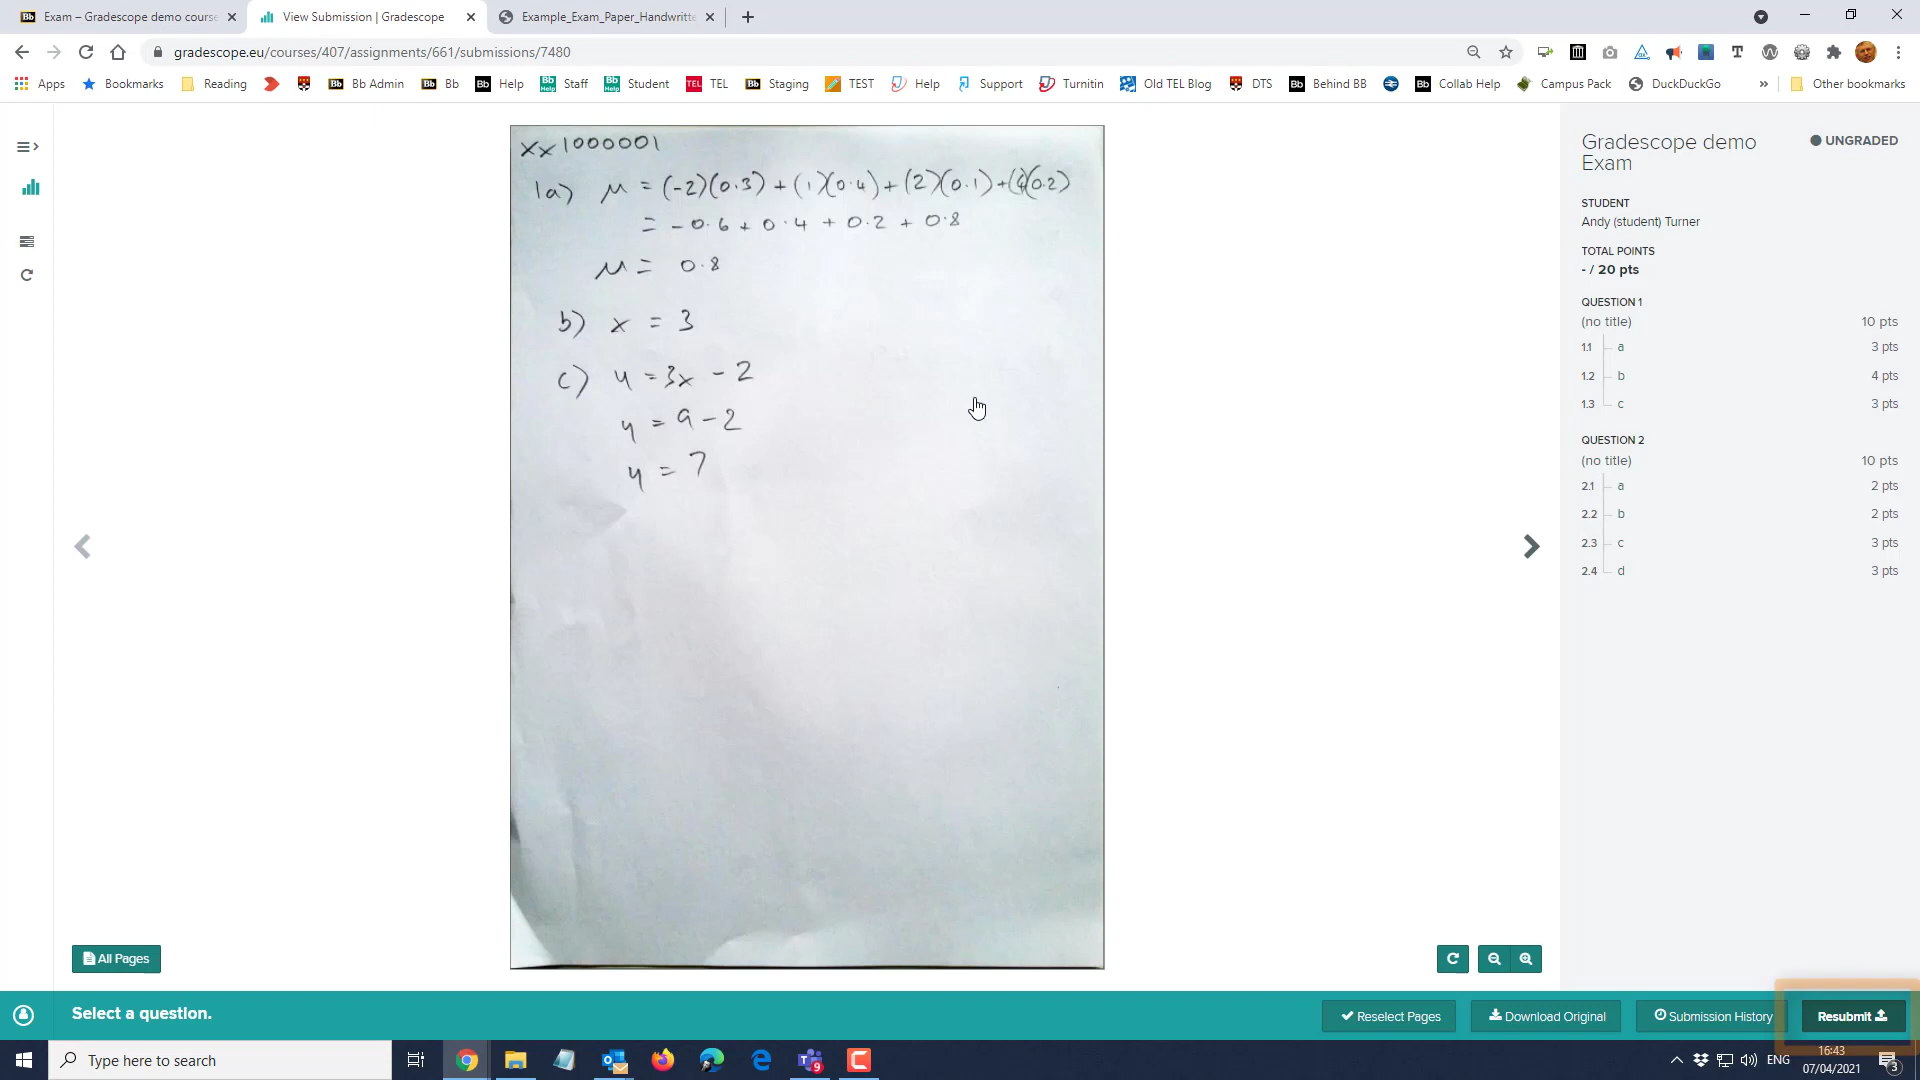 Exam – Gradescope demo course
View Submission | Gradescope
Example_Exam_Paper_Handwritte
gradescope.eu/courses/407/assignments/661/submissions/7480
Apps Bookmarks Reading Bb Admin Bb Help Staff Student TEL TEL Staging TEST Help Support Turnitin Old TEL Blog DTS Behind BB Collab Help Campus Pack DuckDuckGo » Other bookmarks
Xx1000001
1a) μ = (-2)(0.3) + (1)(0.4) + (2)(0.1) + (4)(0.2)
= -0.6 + 0.4 + 0.2 + 0.8
μ = 0.8
b) x = 3
c) y = 3x - 2
y = 9 - 2
y = 7
Gradescope demo
Exam
UNGRADED
STUDENT
Andy (student) Turner
TOTAL POINTS
- / 20 pts
QUESTION 1
(no title) 10 pts
1.1 a 3 pts
1.2 b 4 pts
1.3 c 3 pts
QUESTION 2
(no title) 10 pts
2.1 a 2 pts
2.2 b 2 pts
2.3 c 3 pts
2.4 d 3 pts
All Pages
Select a question.
Reselect Pages
Download Original
Submission History
Resubmit
Type here to search
9
ENG
16:43
07/04/2021
3